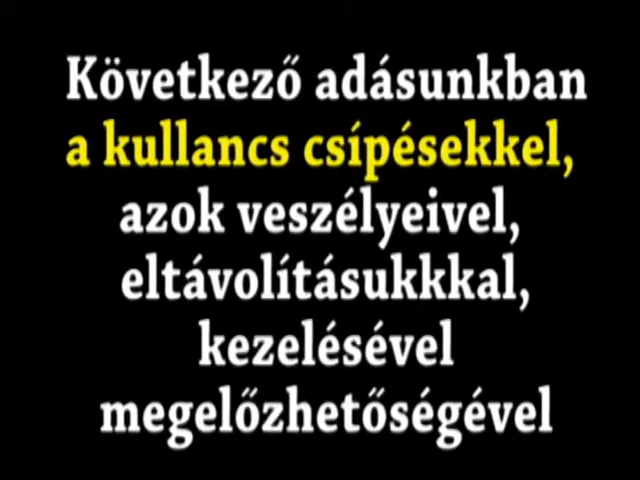 Következő adásunkban
a kullancs csípésekkel,
azok veszélyeivel,
eltávolításukkkal,
kezelésével
megelőzhetőségével